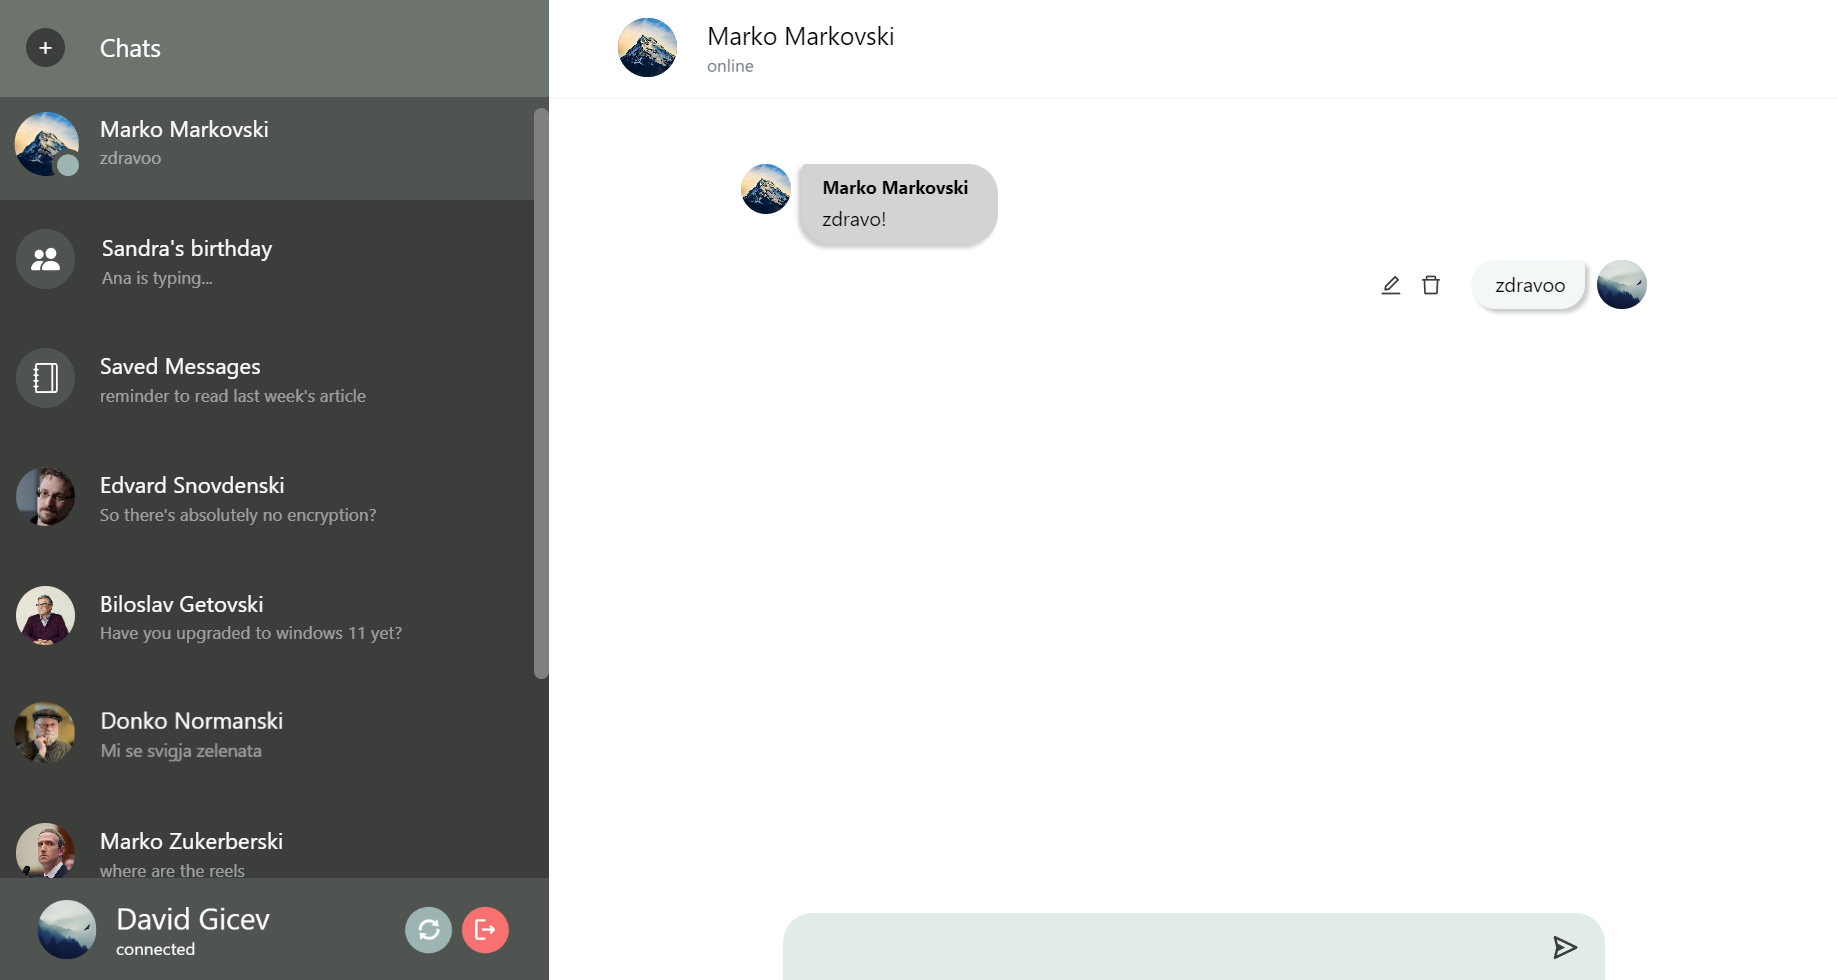 Chats
Marko Markovski
zdravoo
Sandra's birthday
Ana is typing...
Saved Messages
reminder to read last week's article
Edvard Snovdenski
So there's absolutely no encryption?
Biloslav Getovski
Have you upgraded to windows 11 yet?
Donko Normanski
Mi se svigja zelenata
Marko Zukerberski
where are the reels
David Gicev
connected
Marko Markovski
online
Marko Markovski
zdravo!
zdravoo